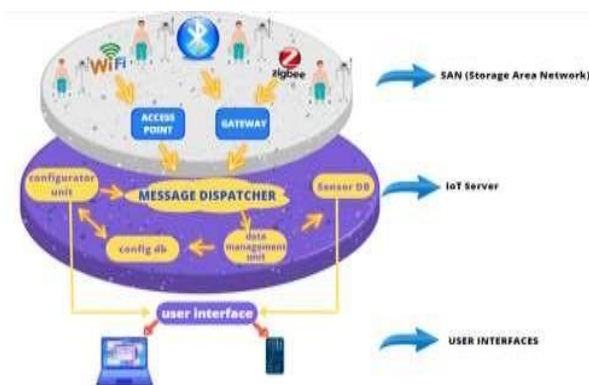 WiFi
zigbee
SAN (Storage Area Network)
ACCESS
POINT
GATEWAY
configurator
unit
MESSAGE DISPATCHER
Sensor DB
IoT Server
config db
data
management
unit
user interface
USER INTERFACES